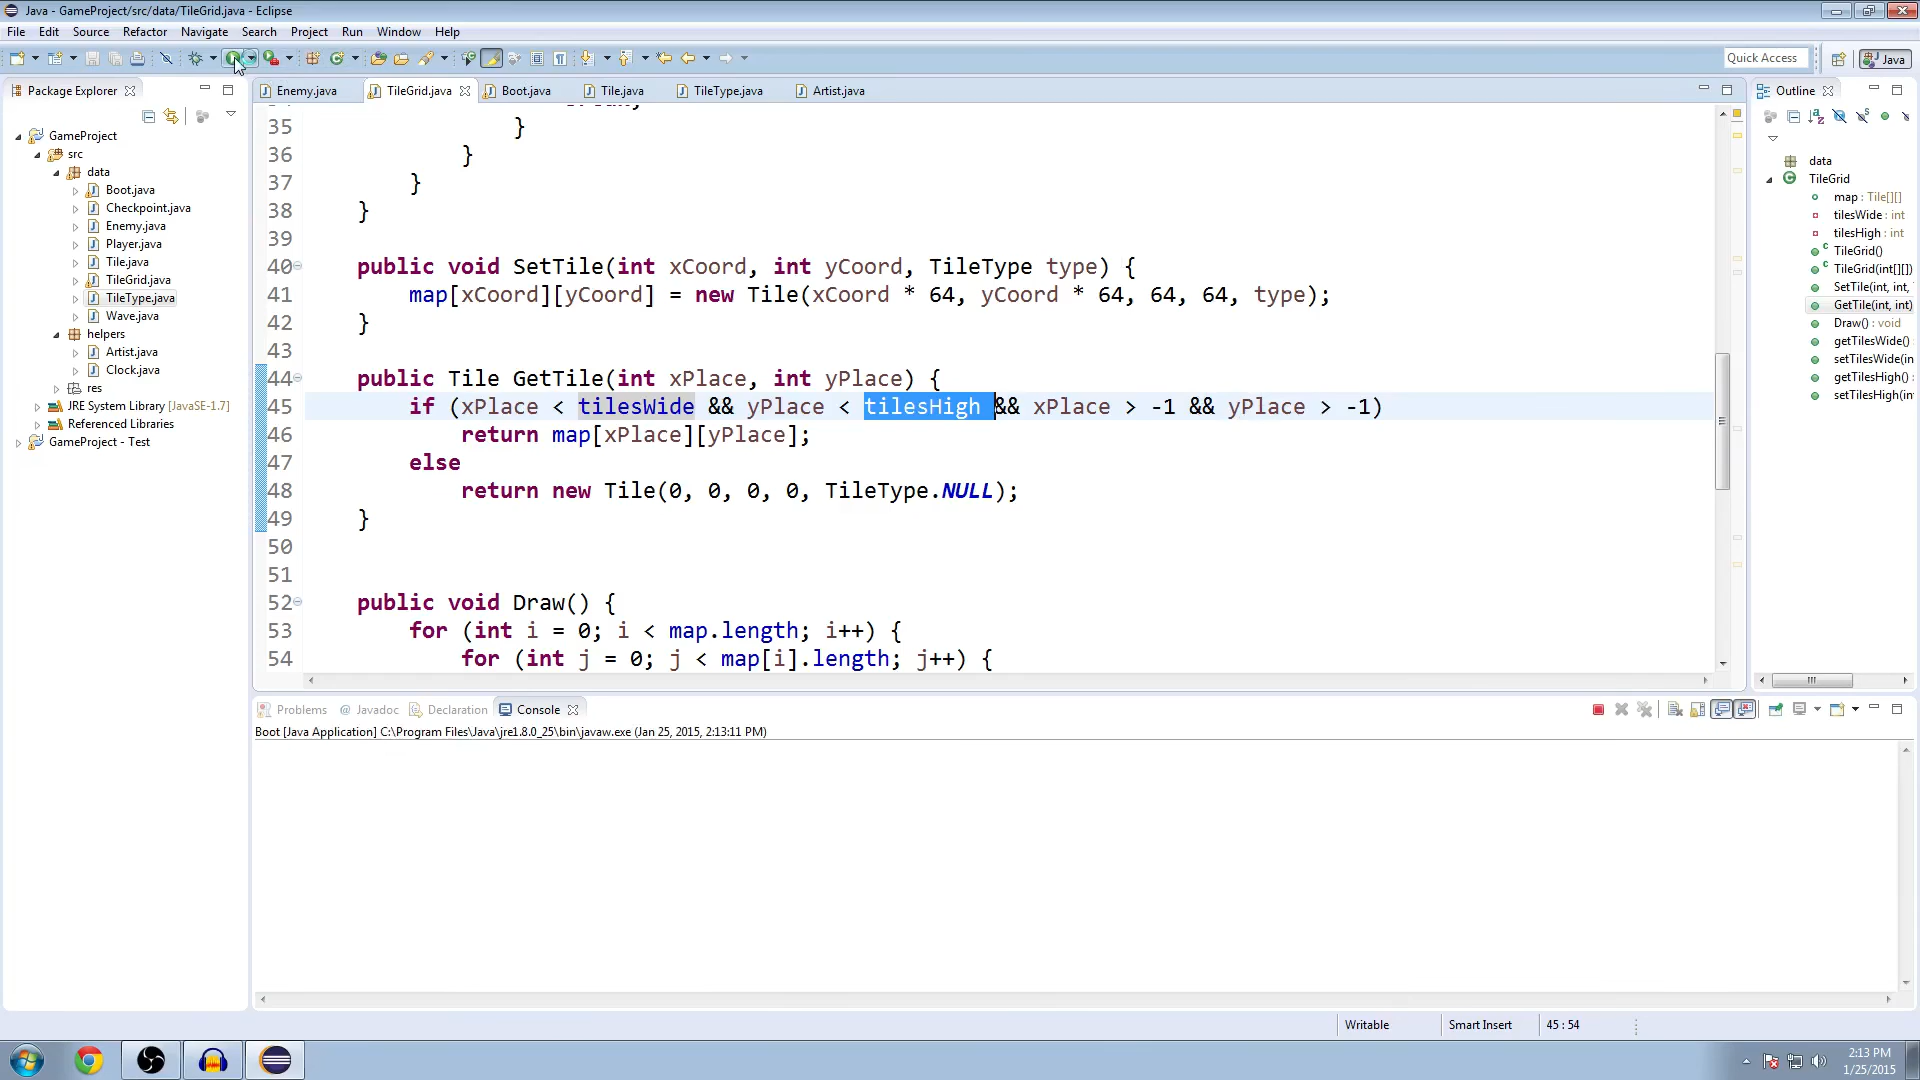 Java - GameProject/src/data/TileGrid.java - Eclipse
File Edit Source Refactor Navigate Search Project Run Window Help
Quick Access
Java
Package Explorer
GameProject
src
data
Boot.java
Checkpoint.java
Enemy.java
Player.java
Tile.java
TileGrid.java
TileType.java
Wave.java
helpers
Artist.java
Clock.java
res
JRE System Library [JavaSE-1.7]
Referenced Libraries
GameProject - Test
Enemy.java TileGrid.java Boot.java Tile.java TileType.java Artist.java
35 }
36 }
37 }
38 }
39
40 public void SetTile(int xCoord, int yCoord, TileType type) {
41 map[xCoord][yCoord] = new Tile(xCoord * 64, yCoord * 64, 64, 64, type);
42 }
43
44 public Tile GetTile(int xPlace, int yPlace) {
45 if (xPlace < tilesWide && yPlace < tilesHigh && xPlace > -1 && yPlace > -1)
46 return map[xPlace][yPlace];
47 else
48 return new Tile(0, 0, 0, 0, TileType.NULL);
49 }
50
51
52 public void Draw() {
53 for (int i = 0; i < map.length; i++) {
54 for (int j = 0; j < map[i].length; j++) {
Outline
data
TileGrid
map : Tile[][]
tilesWide : int
tilesHigh : int
TileGrid()
TileGrid(int[][])
SetTile(int, int,
GetTile(int, int)
Draw() : void
getTilesWide()
setTilesWide(in
getTilesHigh()
setTilesHigh(in
Problems Javadoc Declaration Console
Boot [Java Application] C:\Program Files\Java\jre1.8.0_25\bin\javaw.exe (Jan 25, 2015, 2:13:11 PM)
Writable Smart Insert 45 : 54
2:13 PM
1/25/2015